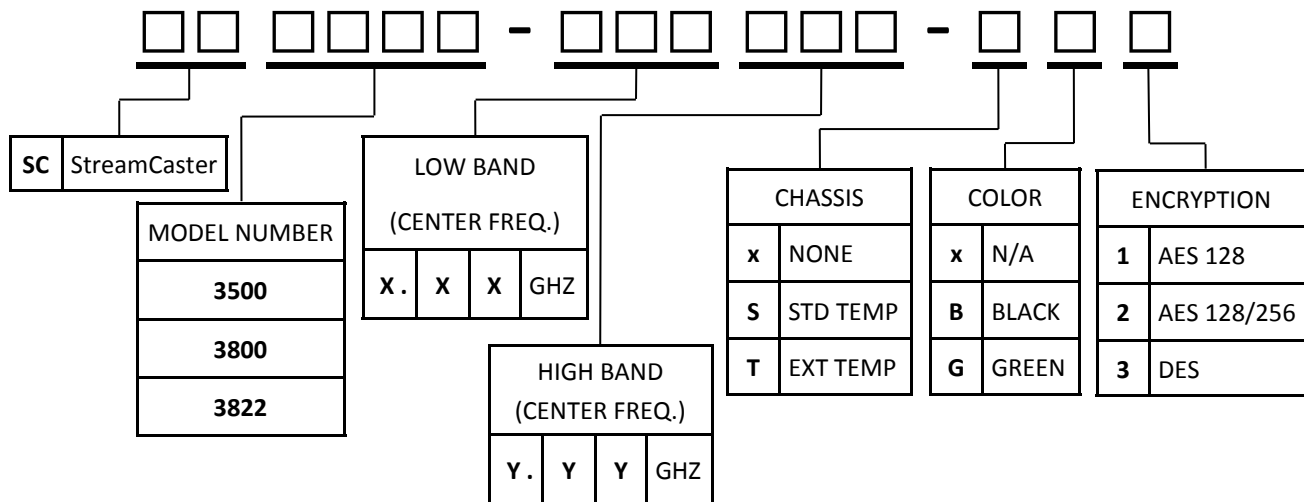 - -
SC StreamCaster
MODEL NUMBER
3500
3800
3822
LOW BAND
(CENTER FREQ.)
X. X X GHZ
HIGH BAND
(CENTER FREQ.)
Y. Y Y GHZ
CHASSIS
x NONE
S STD TEMP
T EXT TEMP
COLOR
x N/A
B BLACK
G GREEN
ENCRYPTION
1 AES 128
2 AES 128/256
3 DES